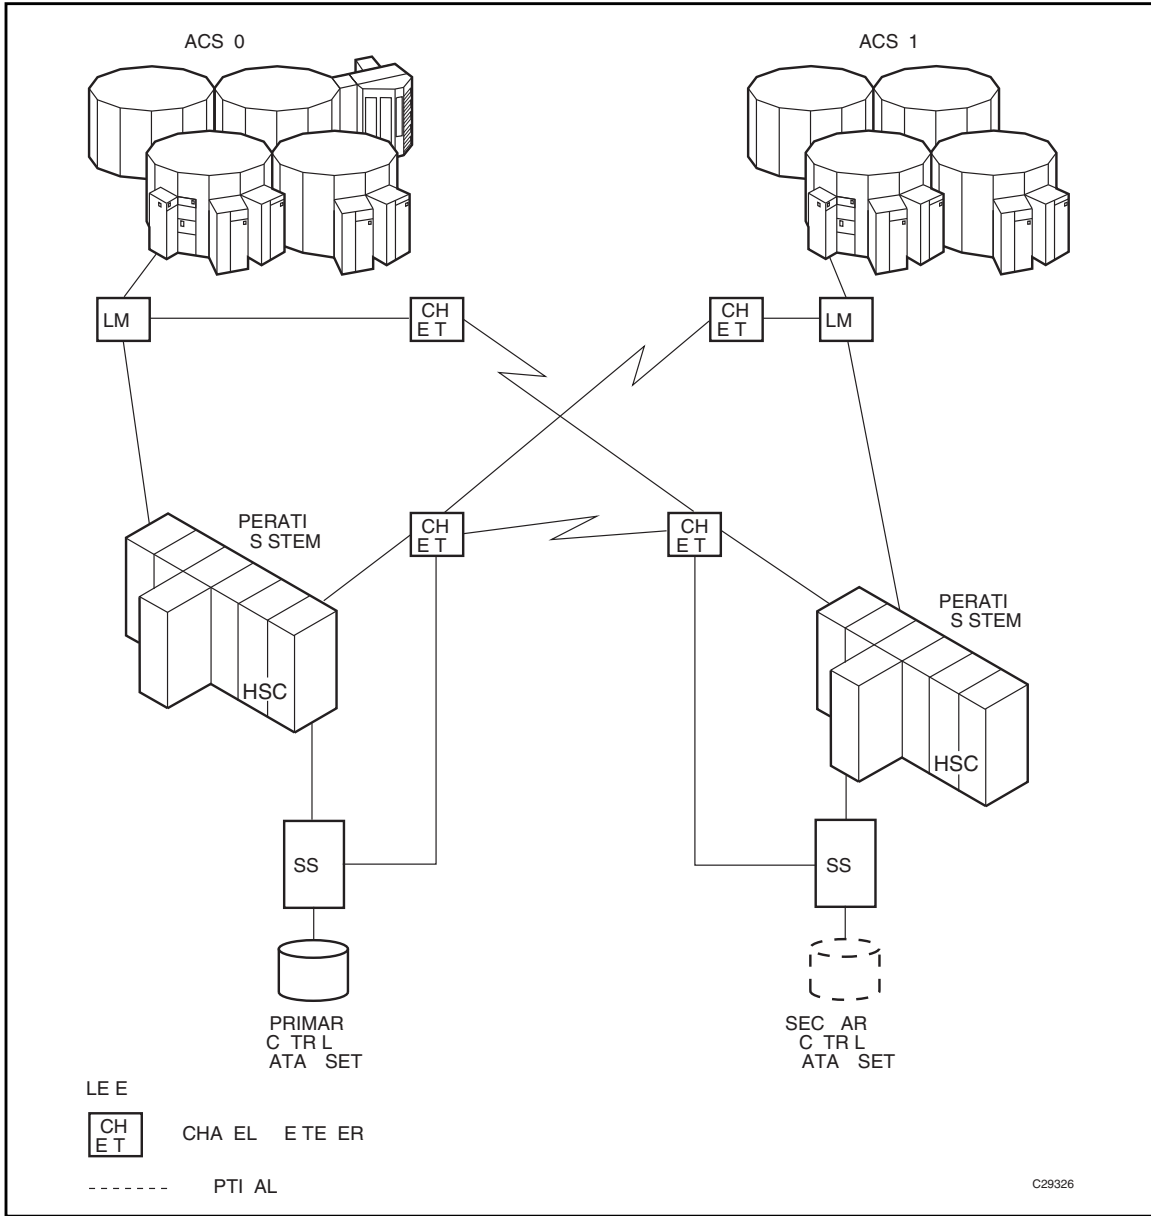 ACS 0
ACS 1
LM
CH
E T
CH
E T
LM
PERATI
S STEM
CH
E T
CH
E T
PERATI
S STEM
HSC
HSC
SS
SS
PRIMAR
C TR L
ATA SET
SEC AR
C TR L
ATA SET
LE E
CH
E T
CHA EL E TE ER
PTI AL
C29326